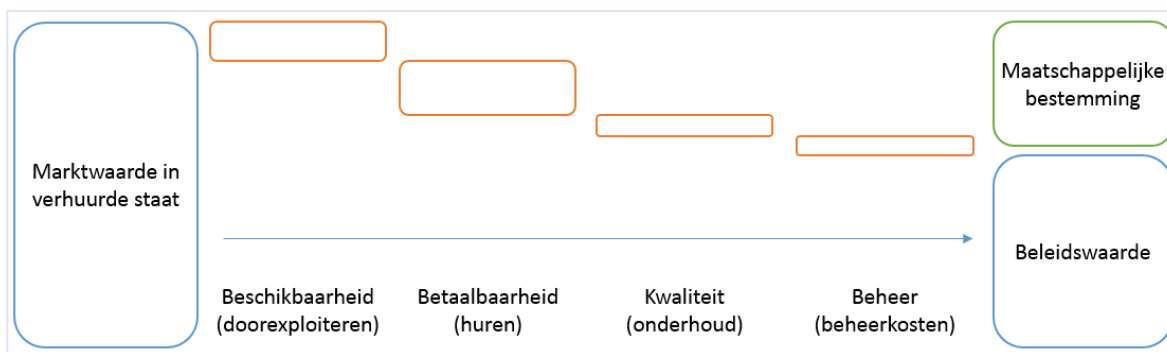 Marktwaarde in
verhuurde staat
Beschikbaarheid
(doorexploiteren)
Betaalbaarheid
(huren)
Kwaliteit
(onderhoud)
Beheer
(beheerkosten)
Maatschappelijke
bestemming
Beleidswaarde